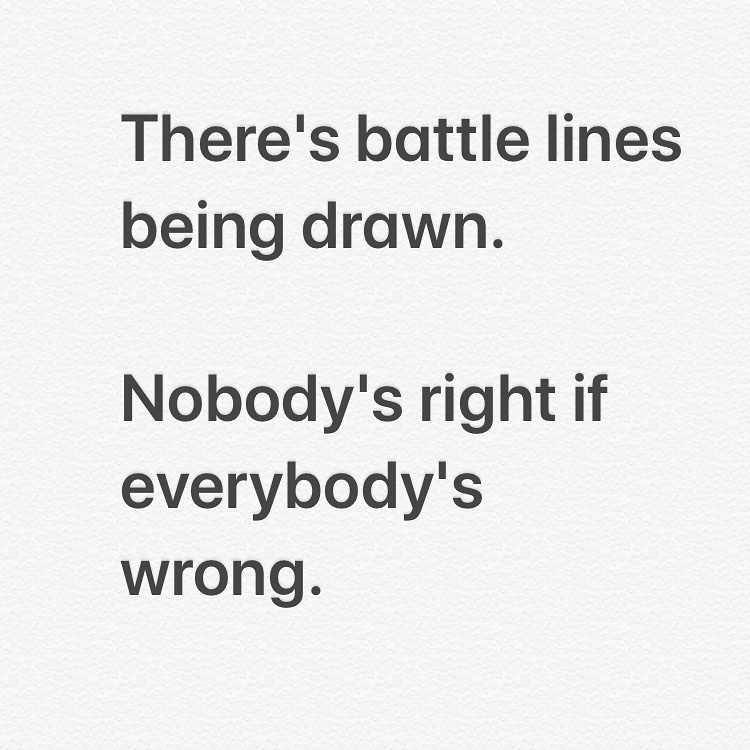 There's battle lines
being drawn.
Nobody's right if
everybody's
wrong.